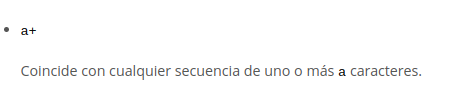 a+
Coincide con cualquier secuencia de uno o más a caracteres.